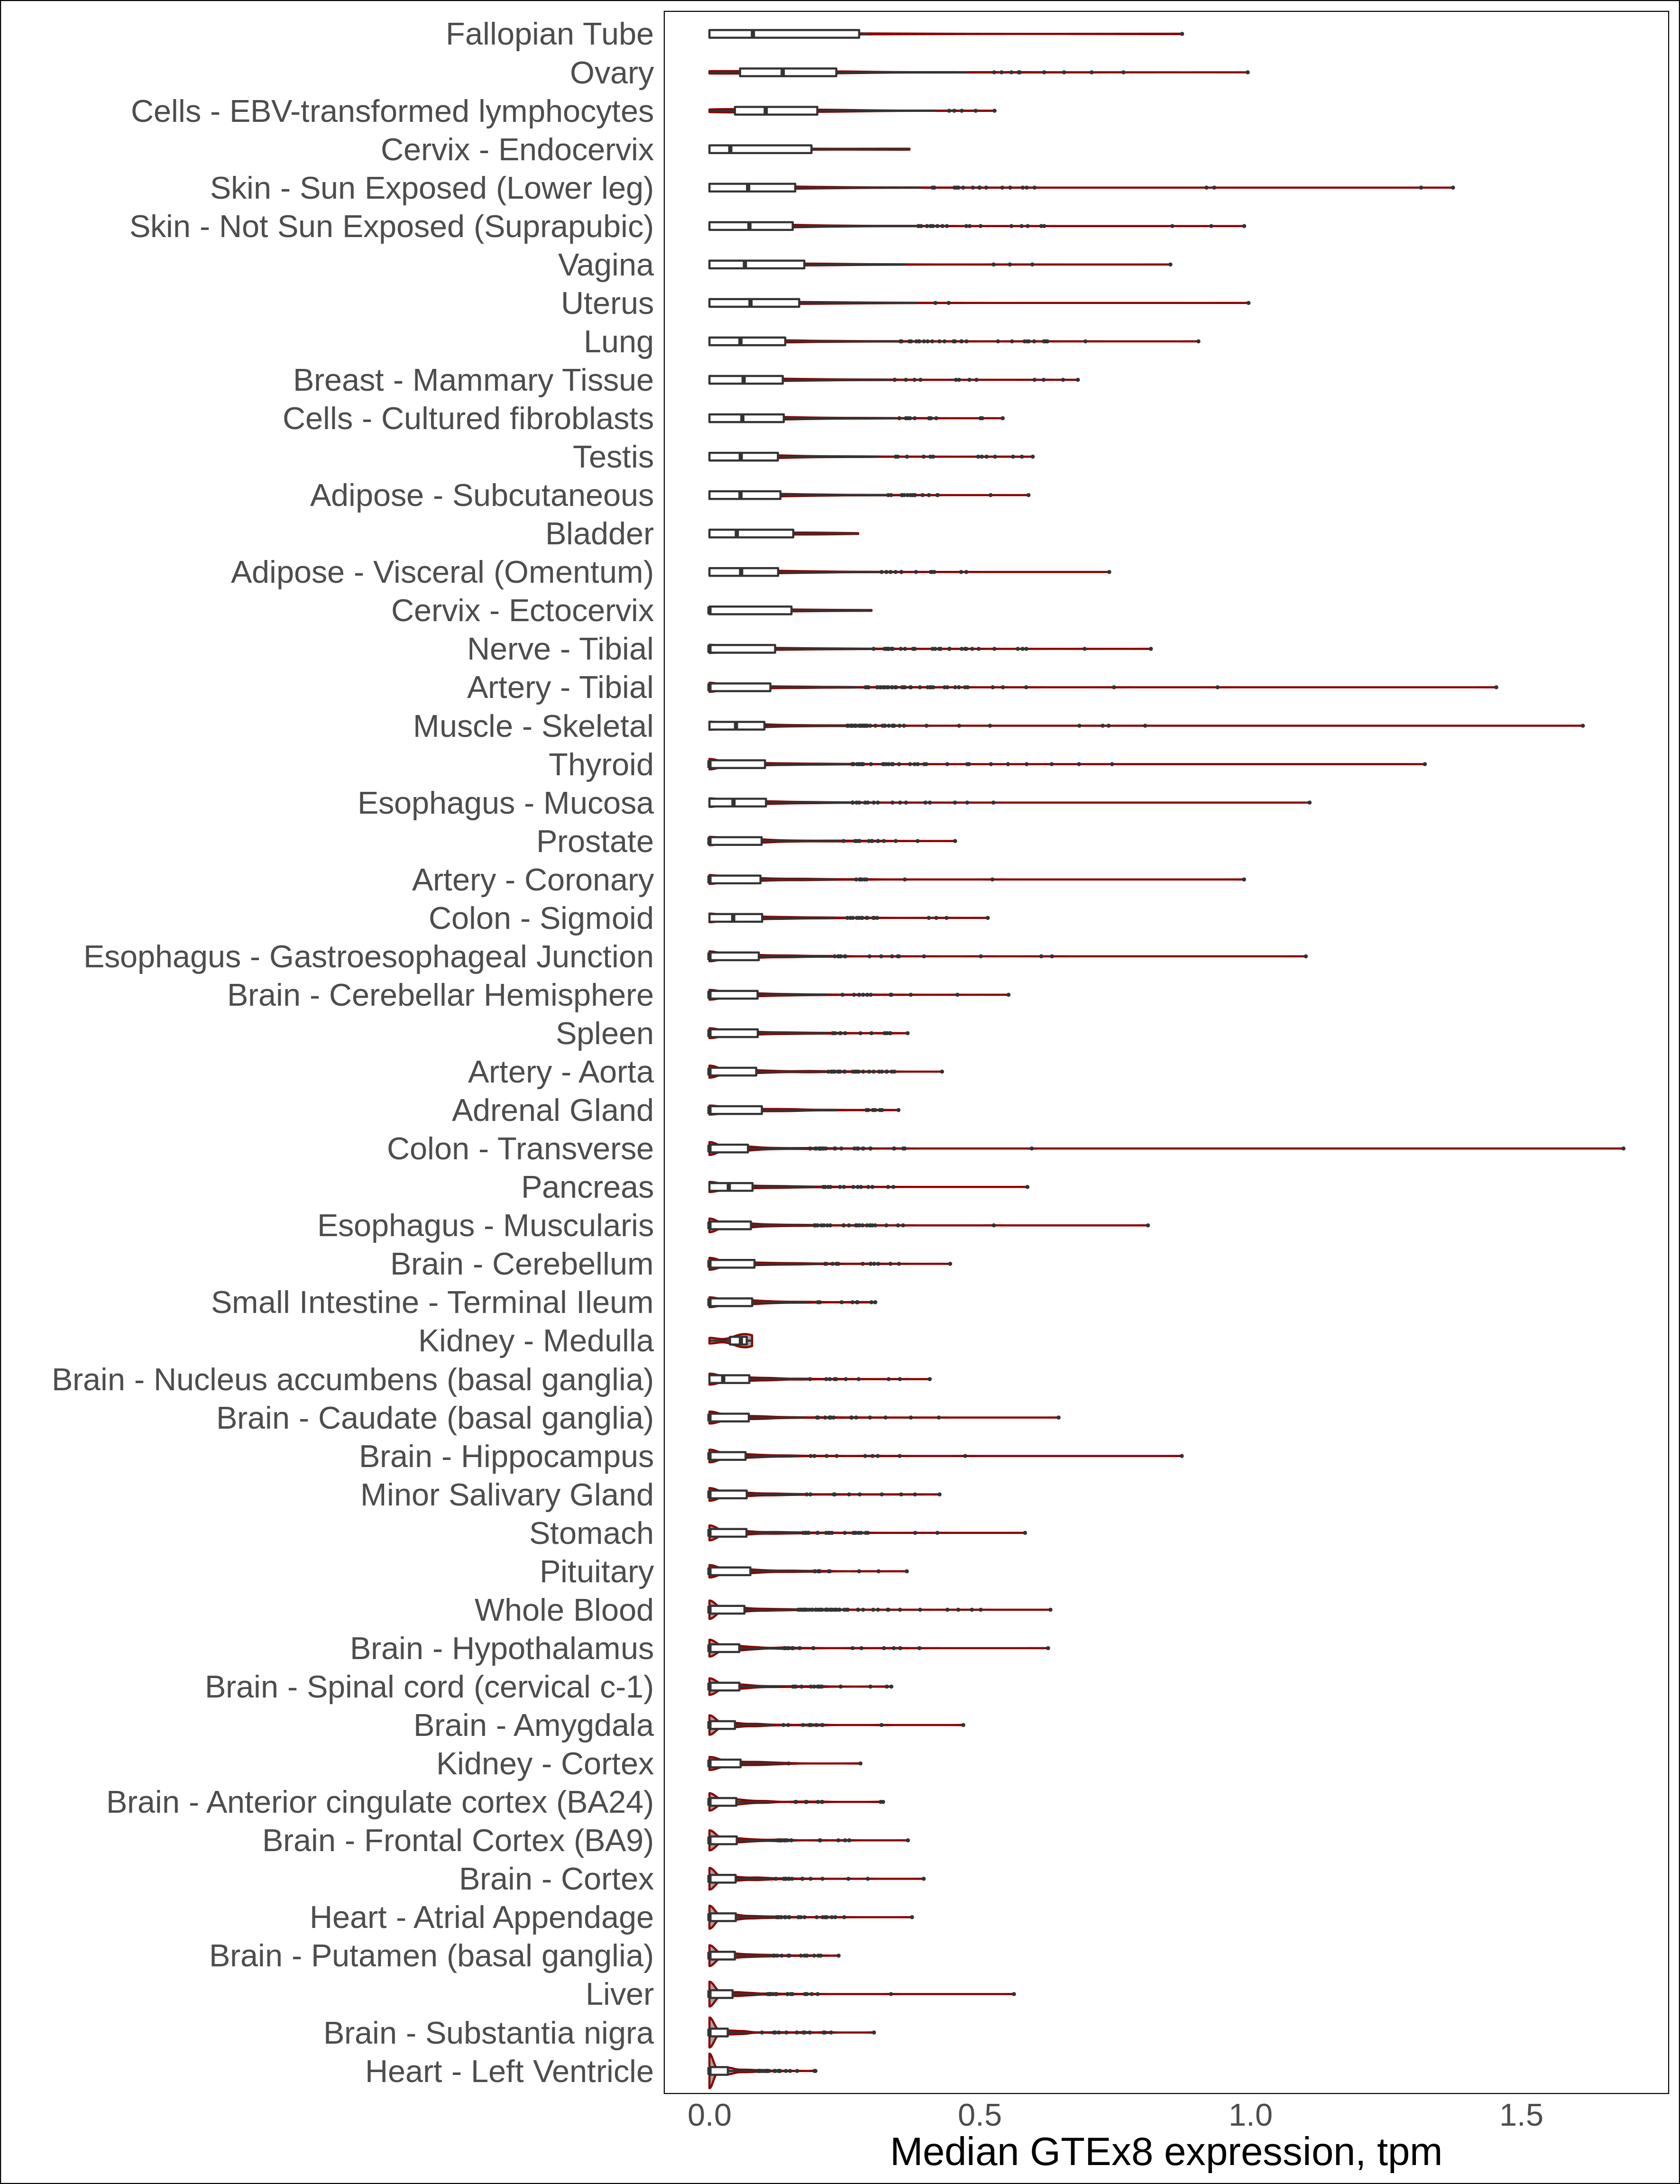 Fallopian Tube
Ovary
Cells - EBV-transformed lymphocytes
Cervix - Endocervix
Skin - Sun Exposed (Lower leg)
Skin - Not Sun Exposed (Suprapubic)
Vagina
Uterus
Lung
Breast - Mammary Tissue
Cells - Cultured fibroblasts
Testis
Adipose - Subcutaneous
Bladder
Adipose - Visceral (Omentum)
Cervix - Ectocervix
Nerve - Tibial
Artery - Tibial
Muscle - Skeletal
Thyroid
Esophagus - Mucosa
Prostate
Artery - Coronary
Colon - Sigmoid
Esophagus - Gastroesophageal Junction
Brain - Cerebellar Hemisphere
Spleen
Artery - Aorta
Adrenal Gland
Colon - Transverse
Pancreas
Esophagus - Muscularis
Brain - Cerebellum
Small Intestine - Terminal Ileum
Kidney - Medulla
Brain - Nucleus accumbens (basal ganglia)
Brain - Caudate (basal ganglia)
Brain - Hippocampus
Minor Salivary Gland
Stomach
Pituitary
Whole Blood
Brain - Hypothalamus
Brain - Spinal cord (cervical c-1)
Brain - Amygdala
Kidney - Cortex
Brain - Anterior cingulate cortex (BA24)
Brain - Frontal Cortex (BA9)
Brain - Cortex
Heart - Atrial Appendage
Brain - Putamen (basal ganglia)
Liver
Brain - Substantia nigra
Heart - Left Ventricle
0.0 0.5 1.0 1.5
Median GTEx8 expression, tpm